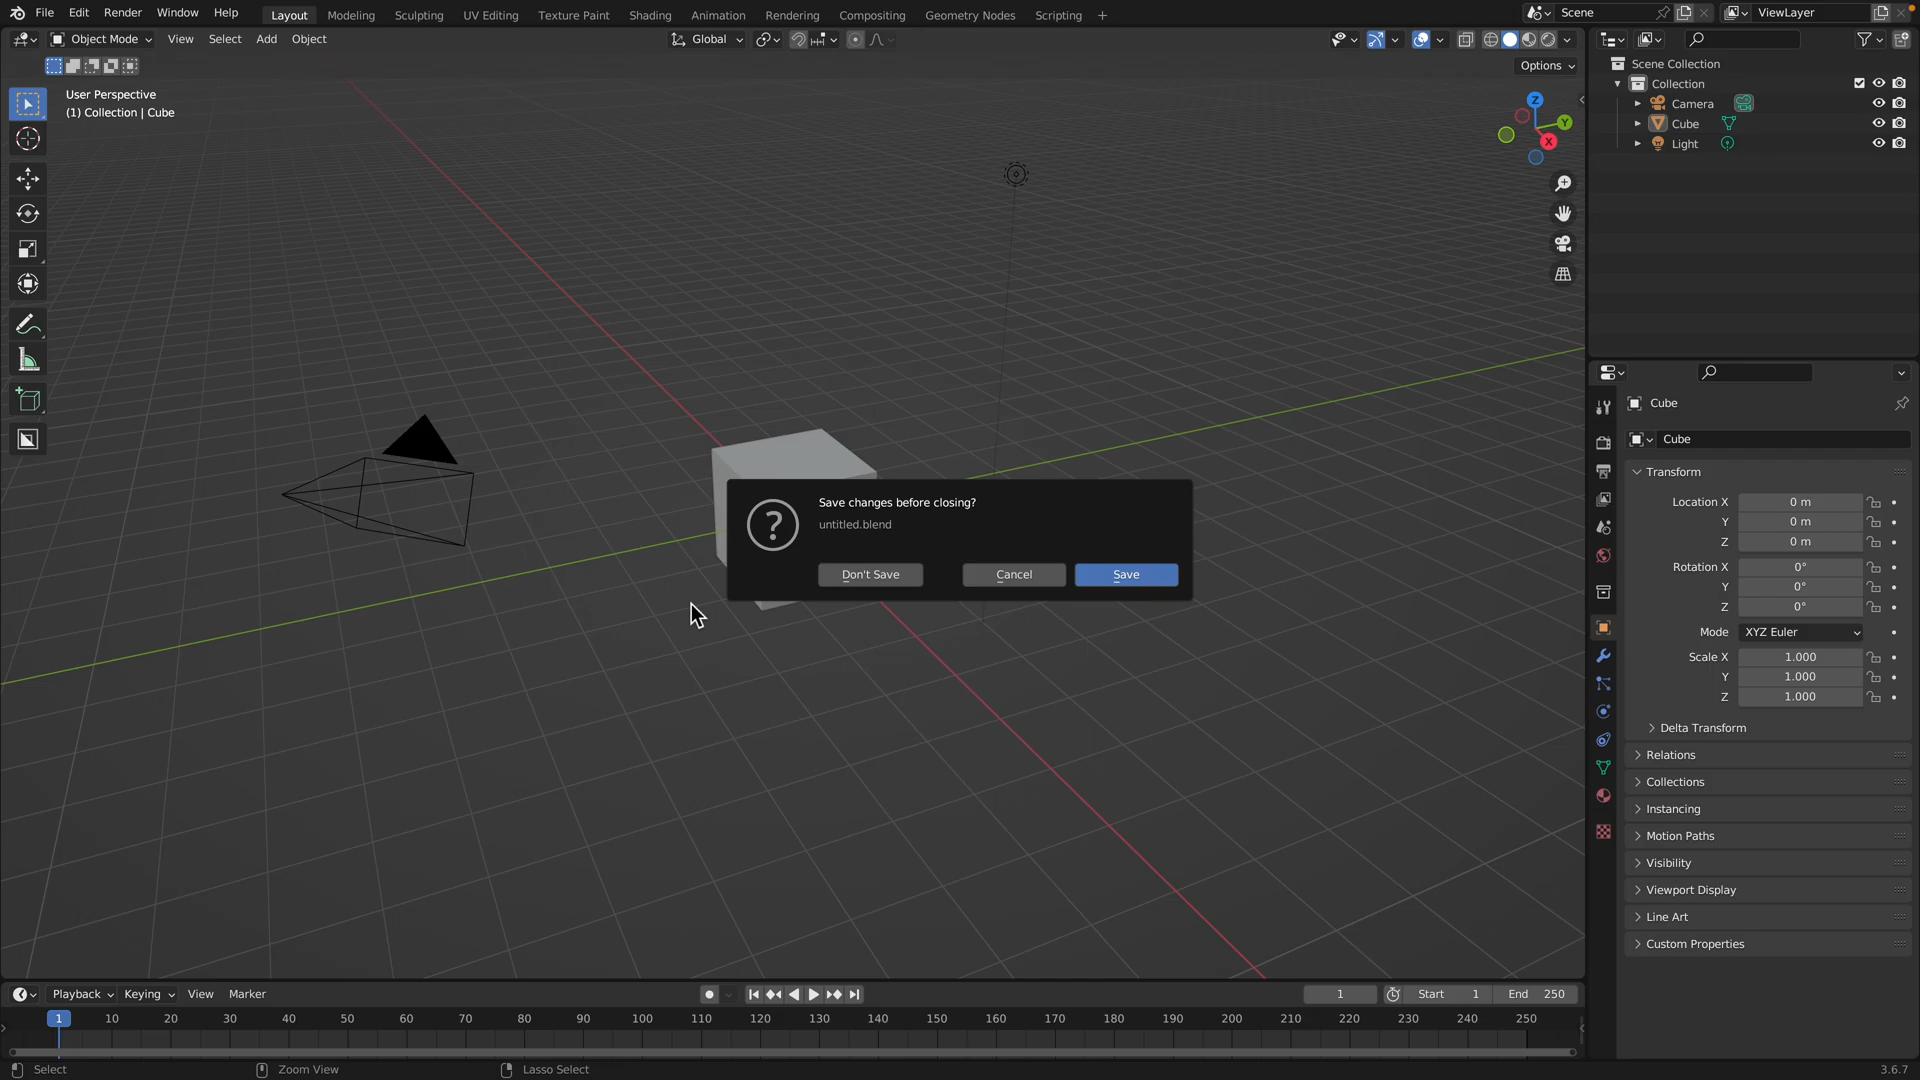 File Edit Render Window Help Layout Modeling Sculpting UV Editing Texture Paint Shading Animation Rendering Compositing Geometry Nodes Scripting + Scene ViewLayer
Object Mode View Select Add Object Global
Options
User Perspective
(1) Collection | Cube
Z
Y
X
Scene Collection
Collection
Camera
Cube
Light
Cube
Cube
Transform
Location X 0 m
Y 0 m
Z 0 m
Rotation X 0°
Y 0°
Z 0°
Mode XYZ Euler
Scale X 1.000
Y 1.000
Z 1.000
Delta Transform
Relations
Collections
Instancing
Motion Paths
Visibility
Viewport Display
Line Art
Custom Properties
Save changes before closing?
untitled.blend
Don't Save Cancel Save
Playback Keying View Marker 1 Start 1 End 250
1 10 20 30 40 50 60 70 80 90 100 110 120 130 140 150 160 170 180 190 200 210 220 230 240 250
Select Zoom View Lasso Select 3.6.7